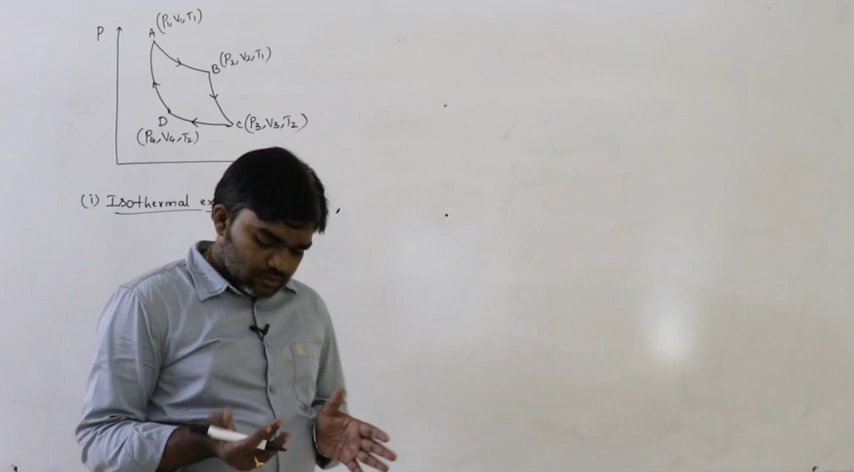 P
A (P1, V1, T1)
B (P2, V2, T1)
C (P3, V3, T2)
D
(P4, V4, T2)
(i) Isothermal